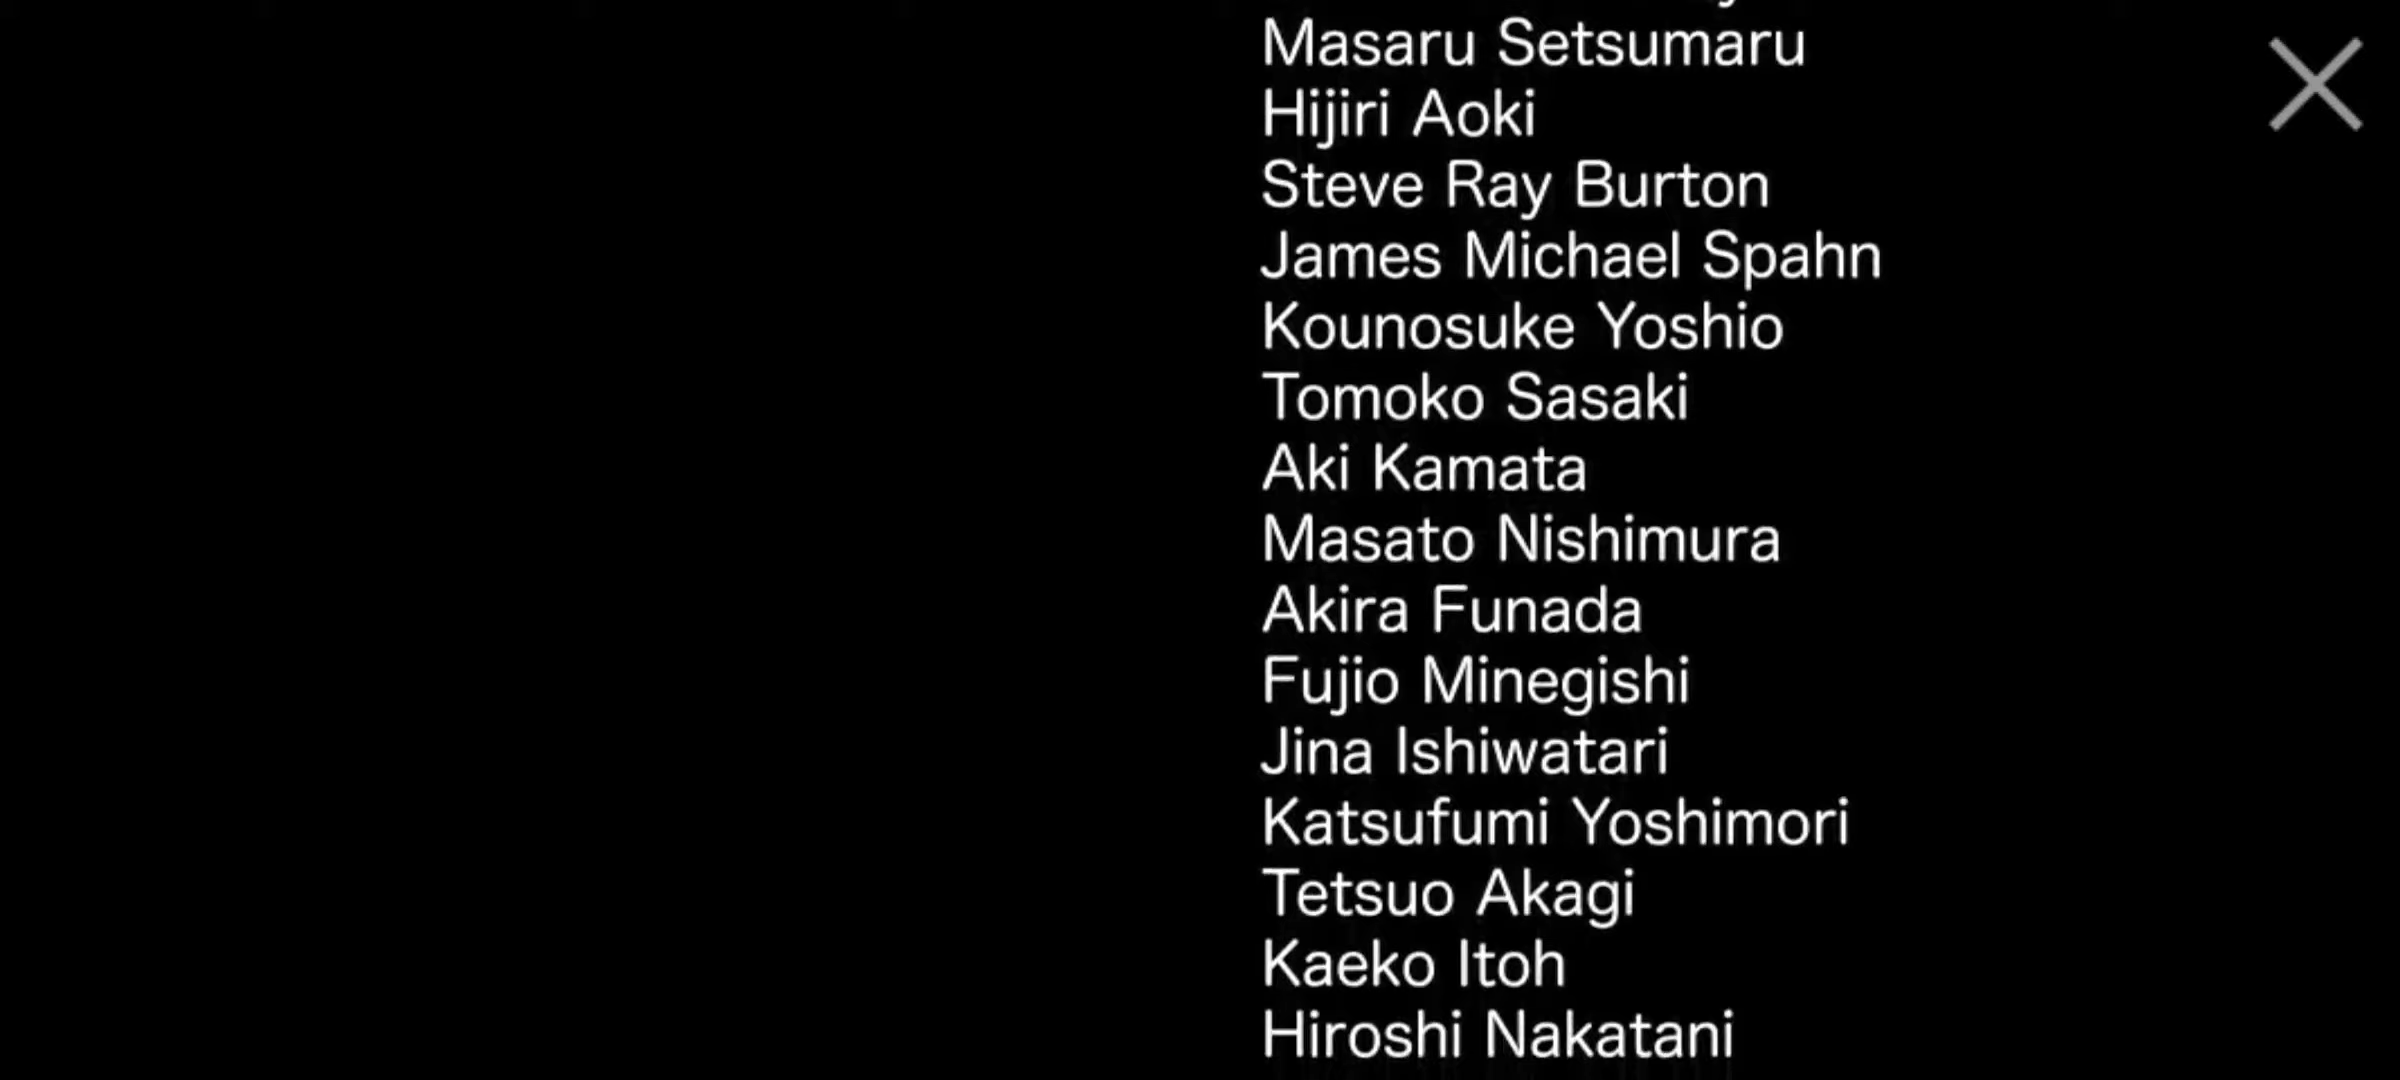 Masaru Setsumaru
Hijiri Aoki
Steve Ray Burton
James Michael Spahn
Kounosuke Yoshio
Tomoko Sasaki
Aki Kamata
Masato Nishimura
Akira Funada
Fujio Minegishi
Jina Ishiwatari
Katsufumi Yoshimori
Tetsuo Akagi
Kaeko Itoh
Hiroshi Nakatani